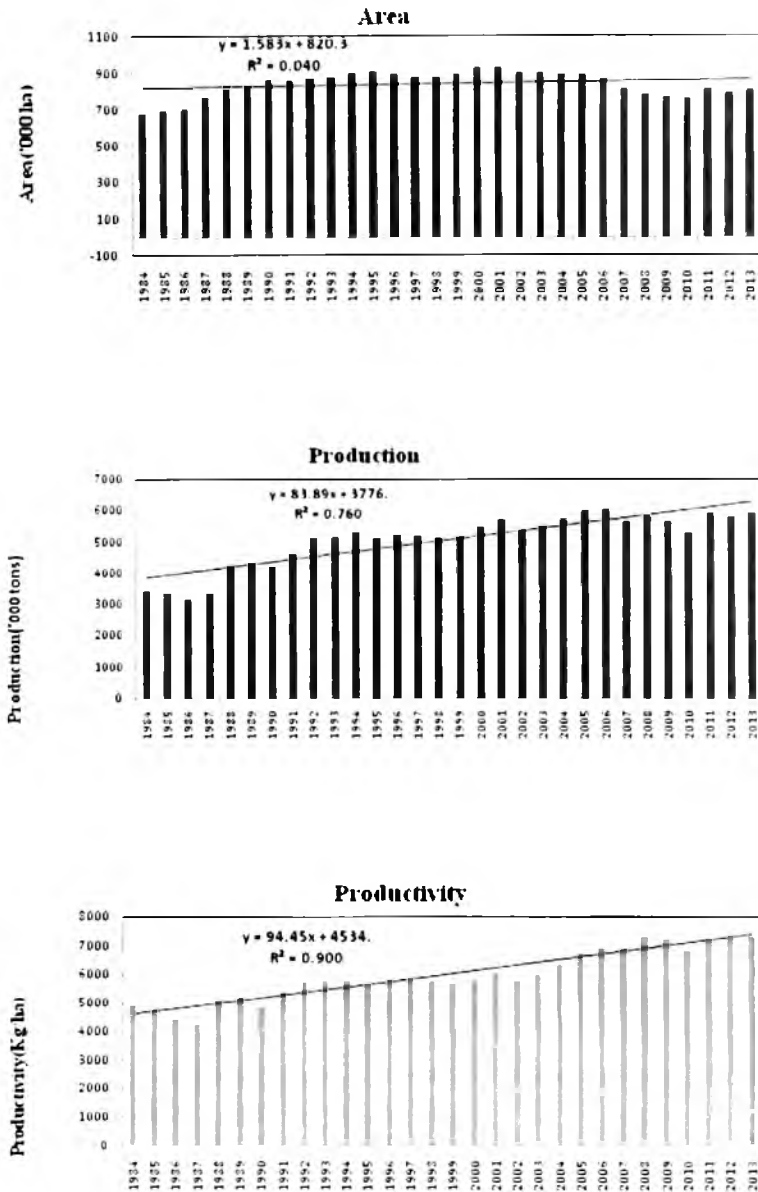 Area
y = 1.583x + 820.3
R² = 0.040
Area('000 ha)
1100
900
700
500
300
100
-100
1984 1985 1986 1987 1988 1989 1990 1991 1992 1993 1994 1995 1996 1997 1998 1999 2000 2001 2002 2003 2004 2005 2006 2007 2008 2009 2010 2011 2012 2013
Production
y = 83.89x + 3776.
R² = 0.760
Production('000 tons)
7000
6000
5000
4000
3000
2000
1000
0
1984 1985 1986 1987 1988 1989 1990 1991 1992 1993 1994 1995 1996 1997 1998 1999 2000 2001 2002 2003 2004 2005 2006 2007 2008 2009 2010 2011 2012 2013
Productivity
y = 94.45x + 4534.
R² = 0.900
Productivity(Kg/ha)
8000
7000
6000
5000
4000
3000
2000
1000
0
1984 1985 1986 1987 1988 1989 1990 1991 1992 1993 1994 1995 1996 1997 1998 1999 2000 2001 2002 2003 2004 2005 2006 2007 2008 2009 2010 2011 2012 2013